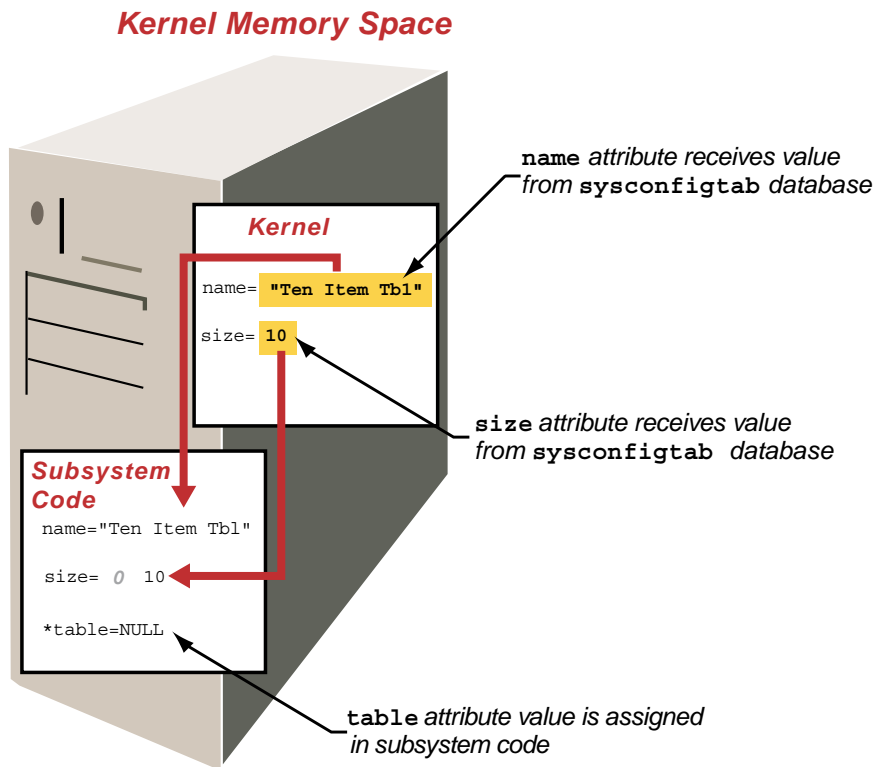 Kernel Memory Space
name attribute receives value
from sysconfigtab database
Kernel
name= "Ten Item Tbl"
size= 10
size attribute receives value
from sysconfigtab database
Subsystem
Code
name="Ten Item Tbl"
size= 0 10
*table=NULL
table attribute value is assigned
in subsystem code